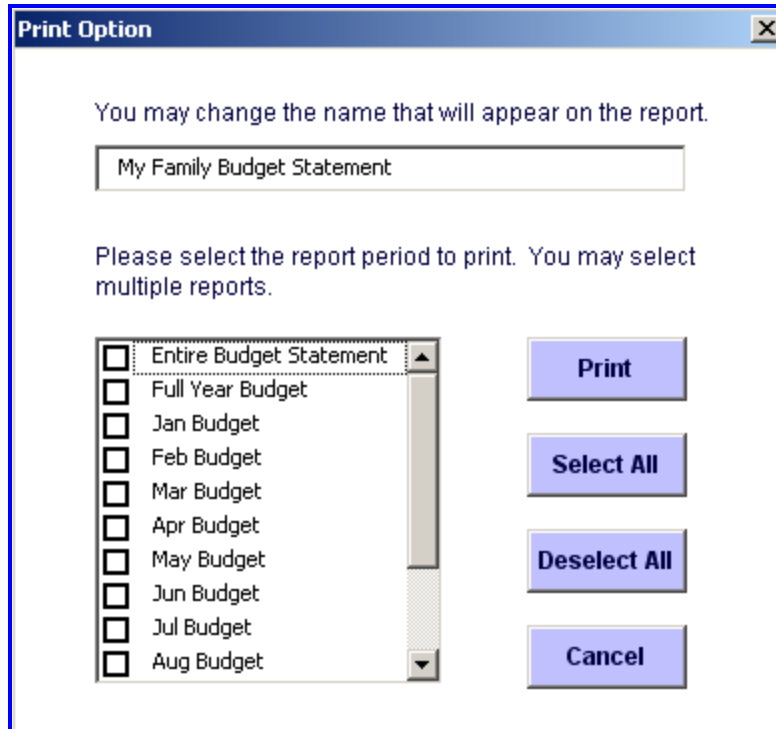 Print Option
You may change the name that will appear on the report.
My Family Budget Statement
Please select the report period to print.  You may select
multiple reports.
Entire Budget Statement
Full Year Budget
Jan Budget
Feb Budget
Mar Budget
Apr Budget
May Budget
Jun Budget
Jul Budget
Aug Budget
Print
Select All
Deselect All
Cancel